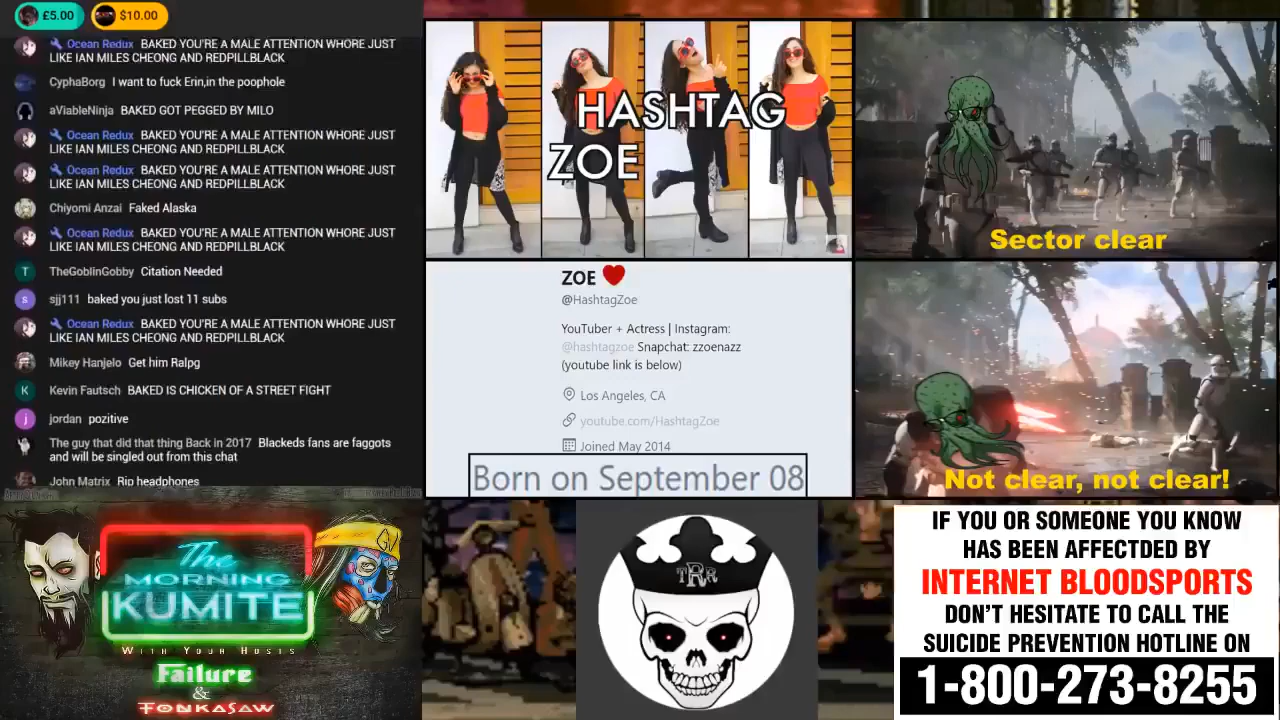 £5.00
$10.00
Ocean Redux BAKED YOU'RE A MALE ATTENTION WHORE JUST
LIKE IAN MILES CHEONG AND REDPILLBLACK
CyphaBorg I want to fuck Erin,in the poophole
aViableNinja BAKED GOT PEGGED BY MILO
Ocean Redux BAKED YOU'RE A MALE ATTENTION WHORE JUST
LIKE IAN MILES CHEONG AND REDPILLBLACK
Ocean Redux BAKED YOU'RE A MALE ATTENTION WHORE JUST
LIKE IAN MILES CHEONG AND REDPILLBLACK
Chiyomi Anzai Faked Alaska
Ocean Redux BAKED YOU'RE A MALE ATTENTION WHORE JUST
LIKE IAN MILES CHEONG AND REDPILLBLACK
T
TheGoblinGobby Citation Needed
s
sjj111 baked you just lost 11 subs
Ocean Redux BAKED YOU'RE A MALE ATTENTION WHORE JUST
LIKE IAN MILES CHEONG AND REDPILLBLACK
Mikey Hanjelo Get him Ralpg
K
Kevin Fautsch BAKED IS CHICKEN OF A STREET FIGHT
j
jordan pozitive
The guy that did that thing Back in 2017 Blackeds fans are faggots
and will be singled out from this chat
John Matrix Rip headphones
HASHTAG
ZOE
ZOE
@HashtagZoe
YouTuber + Actress | Instagram:
@hashtagzoe Snapchat: zzoenazz
(youtube link is below)
Los Angeles, CA
youtube.com/HashtagZoe
Joined May 2014
Born on September 08
Sector clear
Not clear, not clear!
The
MORNING
KUMITE
WITH YOUR HOSTS
Failure
&
TONKASAW
TRR
IF YOU OR SOMEONE YOU KNOW
HAS BEEN AFFECTDED BY
INTERNET BLOODSPORTS
DON'T HESITATE TO CALL THE
SUICIDE PREVENTION HOTLINE ON
1-800-273-8255